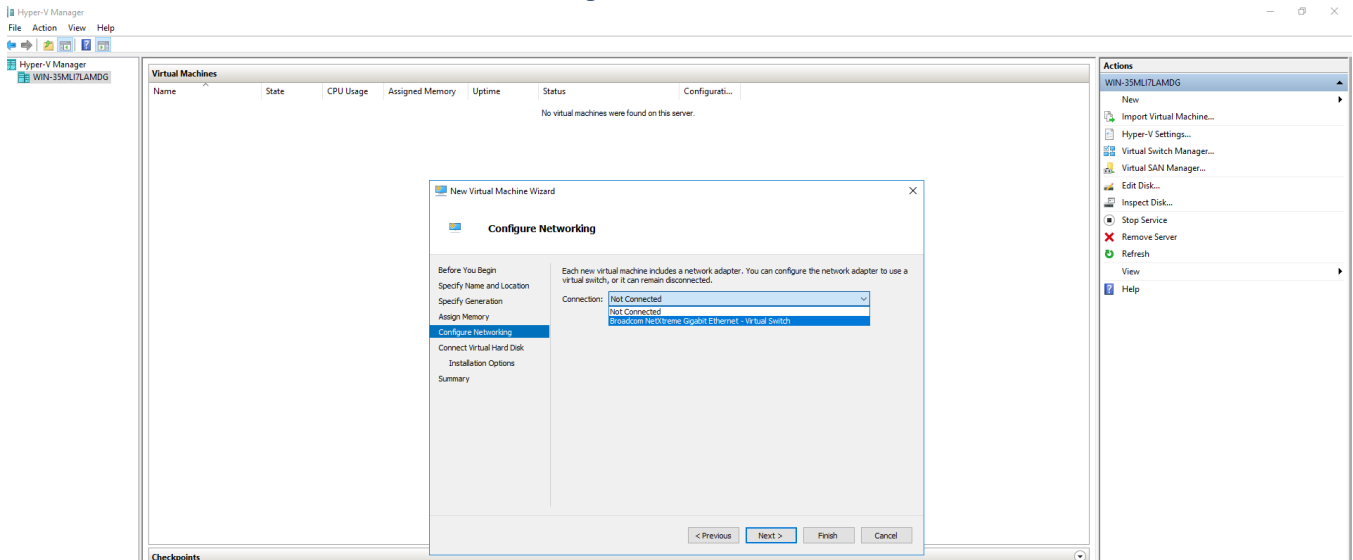 Hyper-V Manager
File Action View Help
Hyper-V Manager
WIN-35MLI7LAMDG
Virtual Machines
Name State CPU Usage Assigned Memory Uptime Status Configurati...
No virtual machines were found on this server.
New Virtual Machine Wizard
Configure Networking
Before You Begin
Specify Name and Location
Specify Generation
Assign Memory
Configure Networking
Connect Virtual Hard Disk
Installation Options
Summary
Each new virtual machine includes a network adapter. You can configure the network adapter to use a
virtual switch, or it can remain disconnected.
Connection: Not Connected
Not Connected
Broadcom NetXtreme Gigabit Ethernet - Virtual Switch
< Previous Next > Finish Cancel
Checkpoints
Actions
WIN-35MLI7LAMDG
New
Import Virtual Machine...
Hyper-V Settings...
Virtual Switch Manager...
Virtual SAN Manager...
Edit Disk...
Inspect Disk...
Stop Service
Remove Server
Refresh
View
Help